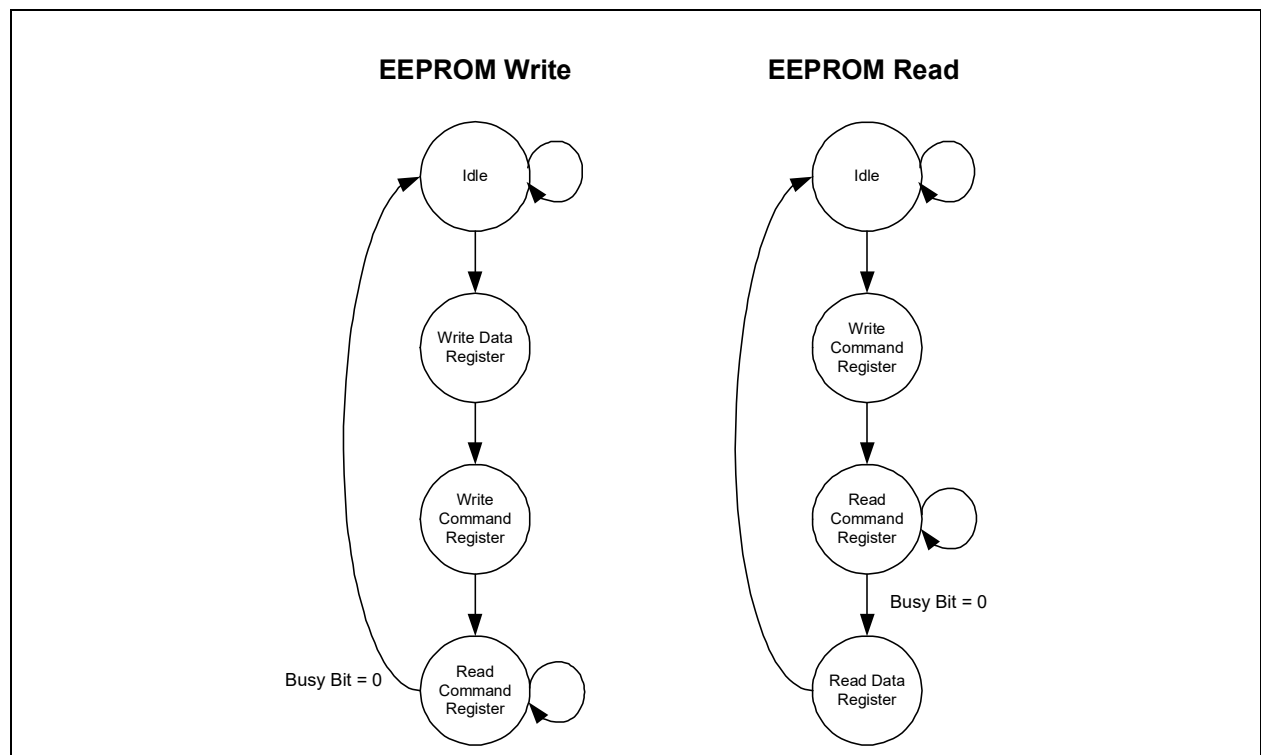 EEPROM Write
Idle
Write Data
Register
Write
Command
Register
Read
Command
Register
Busy Bit = 0
EEPROM Read
Idle
Write
Command
Register
Read
Command
Register
Busy Bit = 0
Read Data
Register